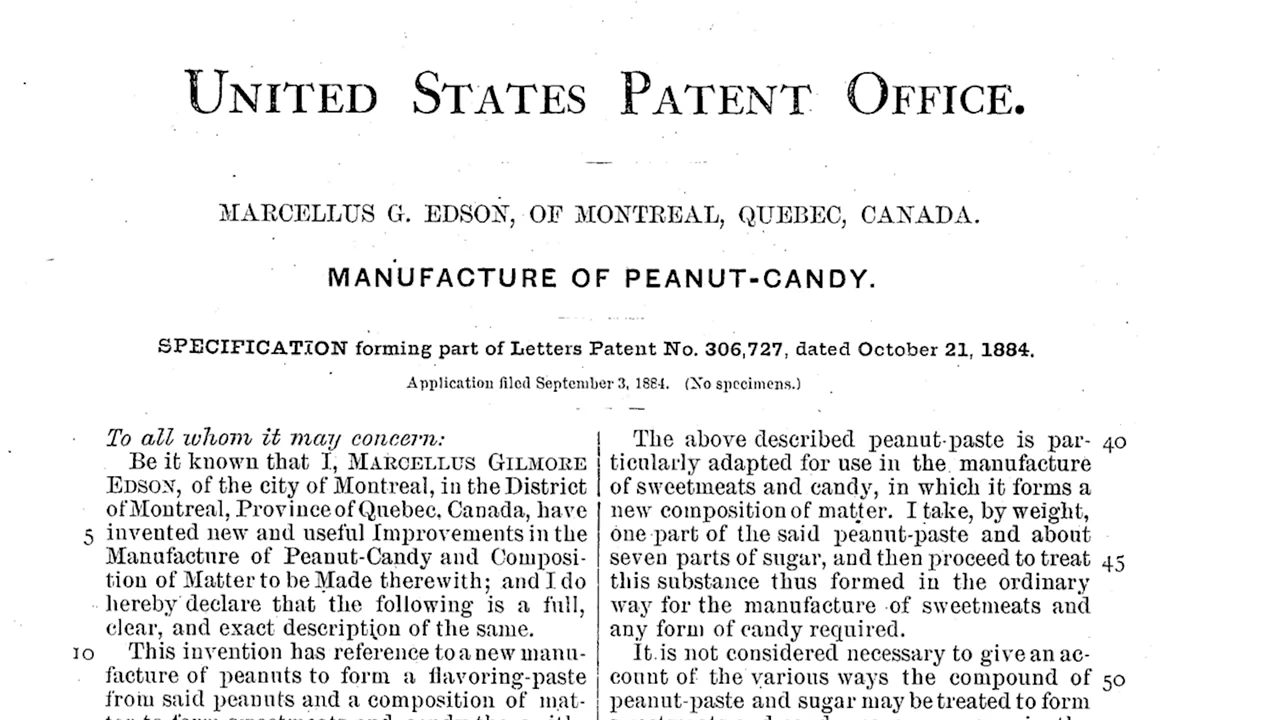 UNITED STATES PATENT OFFICE.
MARCELLUS G. EDSON, OF MONTREAL, QUEBEC, CANADA.
MANUFACTURE OF PEANUT-CANDY.
SPECIFICATION forming part of Letters Patent No. 306,727, dated October 21, 1884.
Application filed September 3, 1884. (No specimens.)
To all whom it may concern:
Be it known that I, MARCELLUS GILMORE
EDSON, of the city of Montreal, in the District
of Montreal, Province of Quebec, Canada, have
5 invented new and useful Improvements in the
Manufacture of Peanut-Candy and Composi-
tion of Matter to be Made therewith; and I do
hereby declare that the following is a full,
clear, and exact description of the same.
10 This invention has reference to a new manu-
facture of peanuts to form a flavoring-paste
from said peanuts and a composition of mat-
The above described peanut-paste is par- 40
ticularly adapted for use in the manufacture
of sweetmeats and candy, in which it forms a
new composition of matter. I take, by weight,
one part of the said peanut-paste and about
seven parts of sugar, and then proceed to treat 45
this substance thus formed in the ordinary
way for the manufacture of sweetmeats and
any form of candy required.
It is not considered necessary to give an ac-
count of the various ways the compound of 50
peanut-paste and sugar may be treated to form